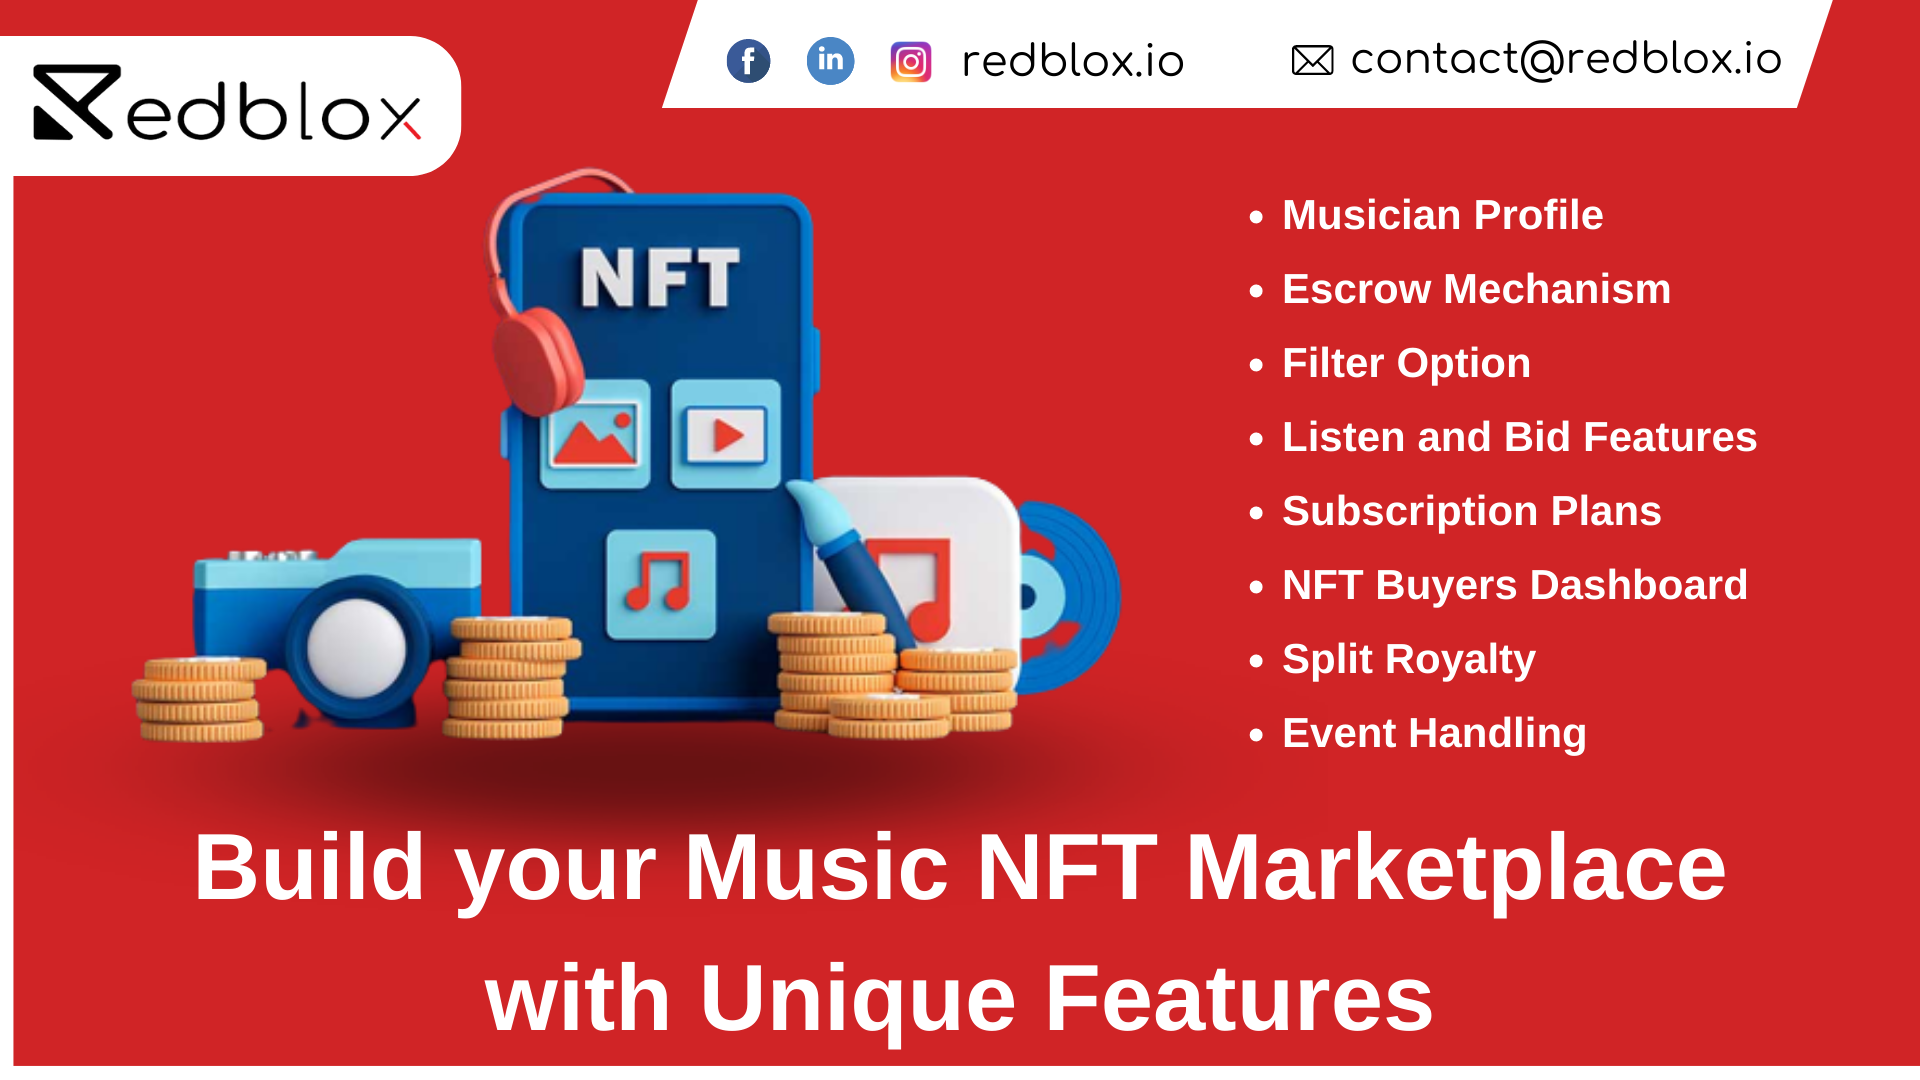 Redblox
redblox.io
contact@redblox.io
NFT
• Musician Profile
• Escrow Mechanism
• Filter Option
• Listen and Bid Features
• Subscription Plans
• NFT Buyers Dashboard
• Split Royalty
• Event Handling
Build your Music NFT Marketplace
with Unique Features